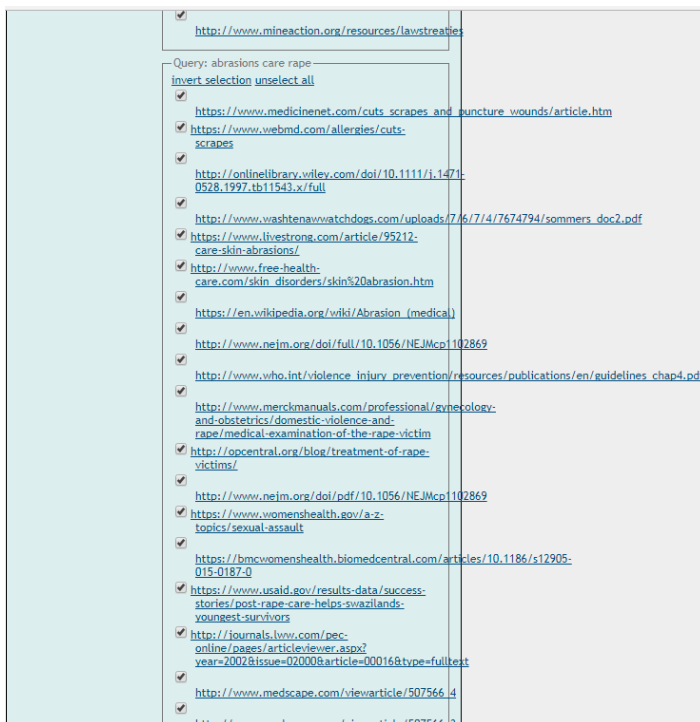 http://www.mineaction.org/resources/lawstreaties
Query: abrasions care rape
invert selection unselect all
https://www.medicinenet.com/cuts_scrapes_and_puncture_wounds/article.htm
https://www.webmd.com/allergies/cuts-
scrapes
http://onlinelibrary.wiley.com/doi/10.1111/j.1471-
0528.1997.tb11543.x/full
http://www.washtenawwatchdogs.com/uploads/7/6/7/4/7674794/sommers_doc2.pdf
https://www.livestrong.com/article/95212-
care-skin-abrasions/
http://www.free-health-
care.com/skin_disorders/skin%20abrasion.htm
https://en.wikipedia.org/wiki/Abrasion_(medical)
http://www.nejm.org/doi/full/10.1056/NEJMcp1102869
http://www.who.int/violence_injury_prevention/resources/publications/en/guidelines_chap4.pd
http://www.merckmanuals.com/professional/gynecology-
and-obstetrics/domestic-violence-and-
rape/medical-examination-of-the-rape-victim
http://opcentral.org/blog/treatment-of-rape-
victims/
http://www.nejm.org/doi/pdf/10.1056/NEJMcp1102869
https://www.womenshealth.gov/a-z-
topics/sexual-assault
https://bmcwomenshealth.biomedcentral.com/articles/10.1186/s12905-
015-0187-0
https://www.usaid.gov/results-data/success-
stories/post-rape-care-helps-swazilands-
youngest-survivors
http://journals.lww.com/pec-
online/pages/articleviewer.aspx?
year=2002&issue=02000&article=00016&type=fulltext
http://www.medscape.com/viewarticle/507566_4